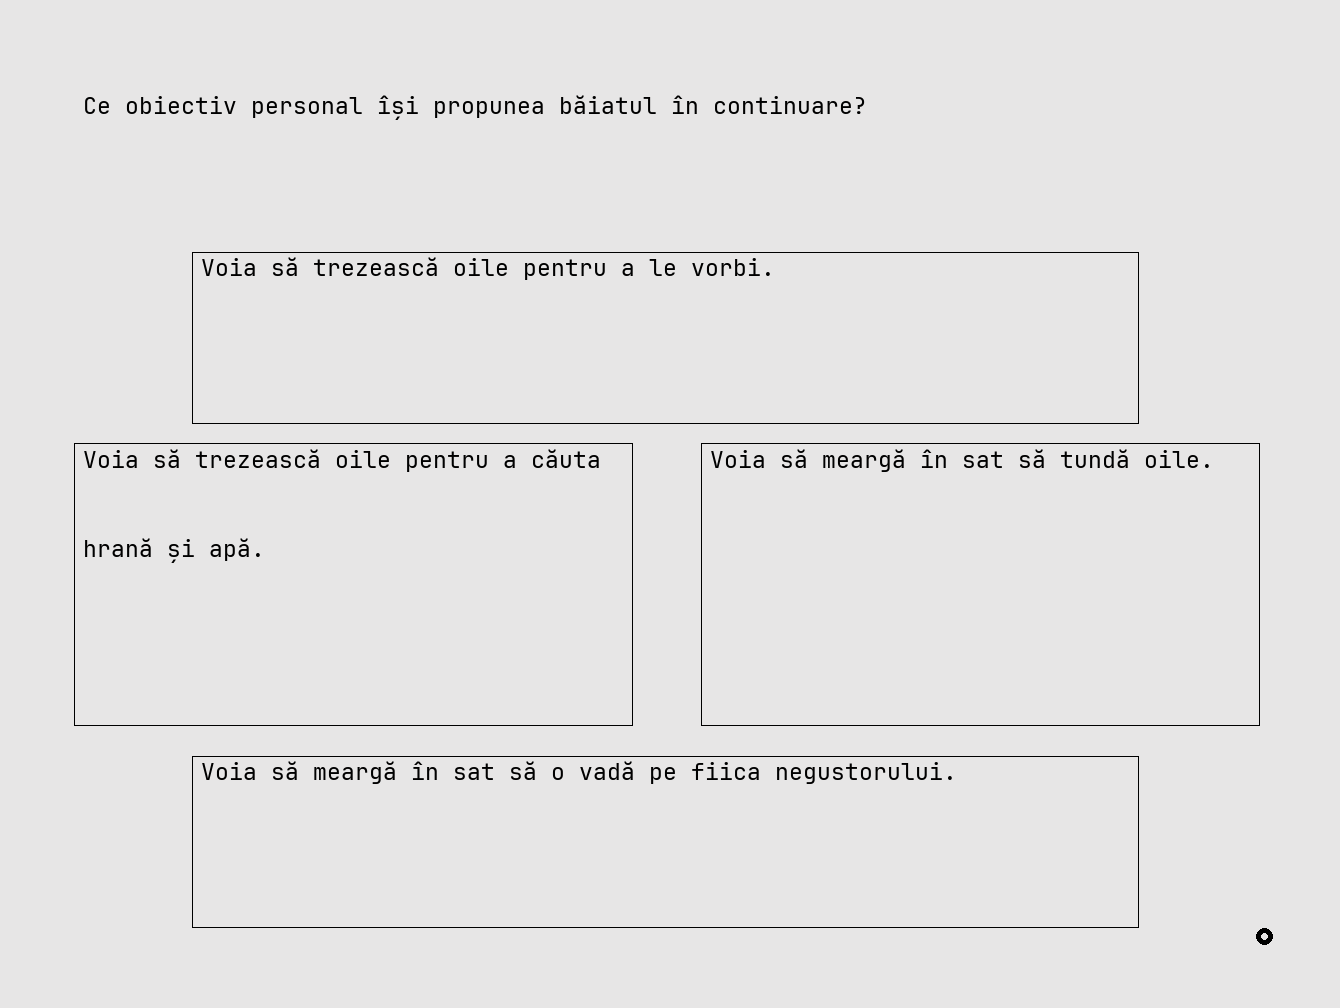 Ce obiectiv personal își propunea băiatul în continuare?
Voia să trezească oile pentru a le vorbi.
Voia să trezească oile pentru a căuta
hrană și apă.
Voia să meargă în sat să tundă oile.
Voia să meargă în sat să o vadă pe fiica negustorului.